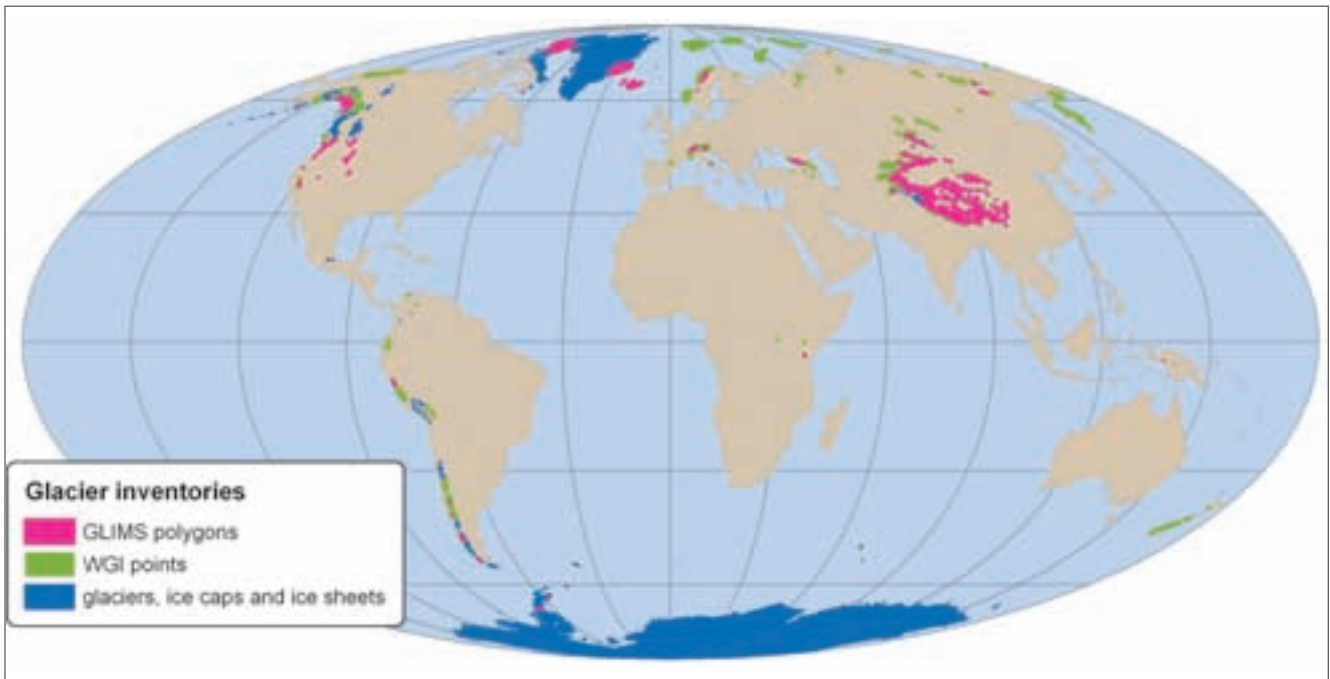 Glacier inventories
GLIMS polygons
WGI points
glaciers, ice caps and ice sheets